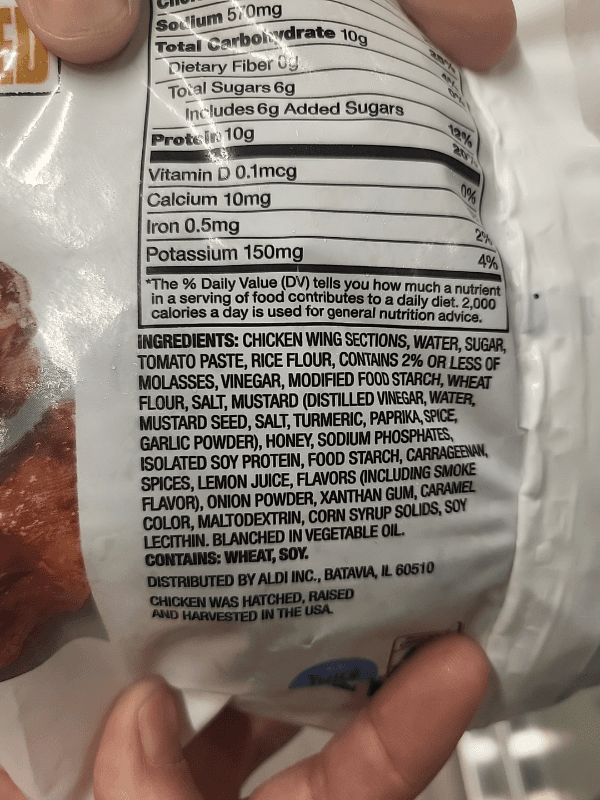 Sodium 570mg
Total Carbohydrate 10g
Dietary Fiber 0g
Total Sugars 6g
Includes 6g Added Sugars 12%
Protein 10g 20%
Vitamin D 0.1mcg 0%
Calcium 10mg
Iron 0.5mg 2%
Potassium 150mg 4%
*The % Daily Value (DV) tells you how much a nutrient
in a serving of food contributes to a daily diet. 2,000
calories a day is used for general nutrition advice.
INGREDIENTS: CHICKEN WING SECTIONS, WATER, SUGAR,
TOMATO PASTE, RICE FLOUR, CONTAINS 2% OR LESS OF
MOLASSES, VINEGAR, MODIFIED FOOD STARCH, WHEAT
FLOUR, SALT, MUSTARD (DISTILLED VINEGAR, WATER,
MUSTARD SEED, SALT, TURMERIC, PAPRIKA, SPICE,
GARLIC POWDER), HONEY, SODIUM PHOSPHATES,
ISOLATED SOY PROTEIN, FOOD STARCH, CARRAGEENAN,
SPICES, LEMON JUICE, FLAVORS (INCLUDING SMOKE
FLAVOR), ONION POWDER, XANTHAN GUM, CARAMEL
COLOR, MALTODEXTRIN, CORN SYRUP SOLIDS, SOY
LECITHIN. BLANCHED IN VEGETABLE OIL.
CONTAINS: WHEAT, SOY.
DISTRIBUTED BY ALDI INC., BATAVIA, IL 60510
CHICKEN WAS HATCHED, RAISED
AND HARVESTED IN THE USA.